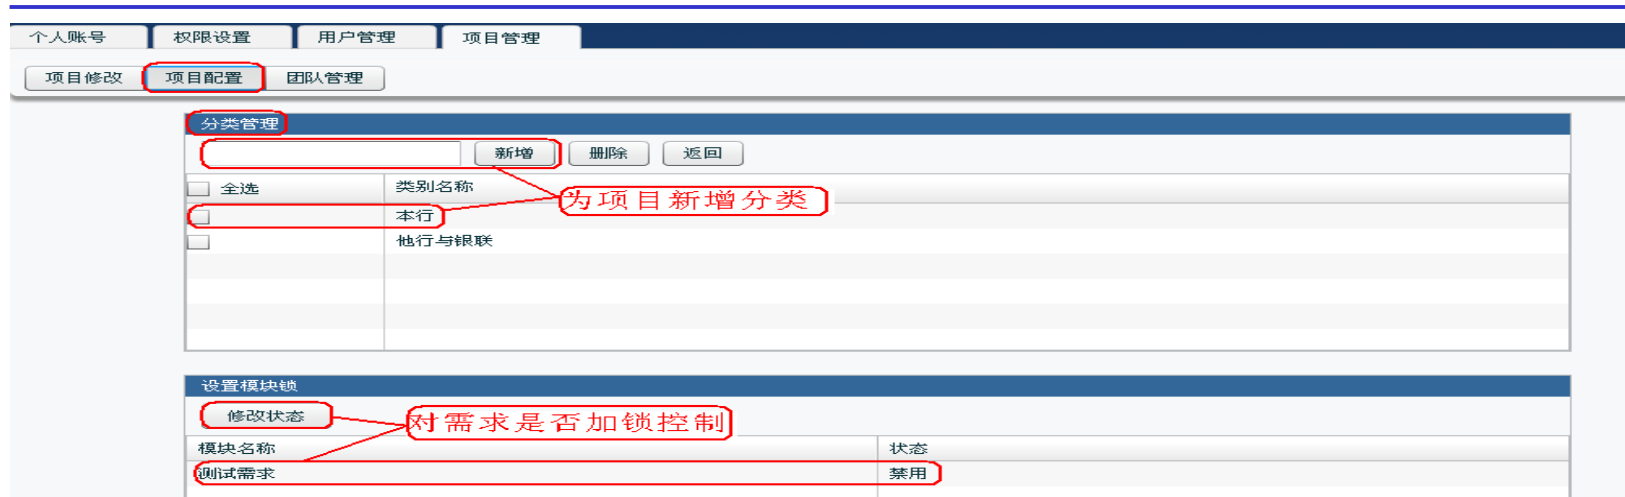 个人账号 权限设置 用户管理 项目管理
项目修改 项目配置 团队管理
分类管理
新增 删除 返回
全选 类别名称
为项目新增分类
本行
他行与银联
设置模块锁
修改状态
对需求是否加锁控制
模块名称 状态
测试需求 禁用